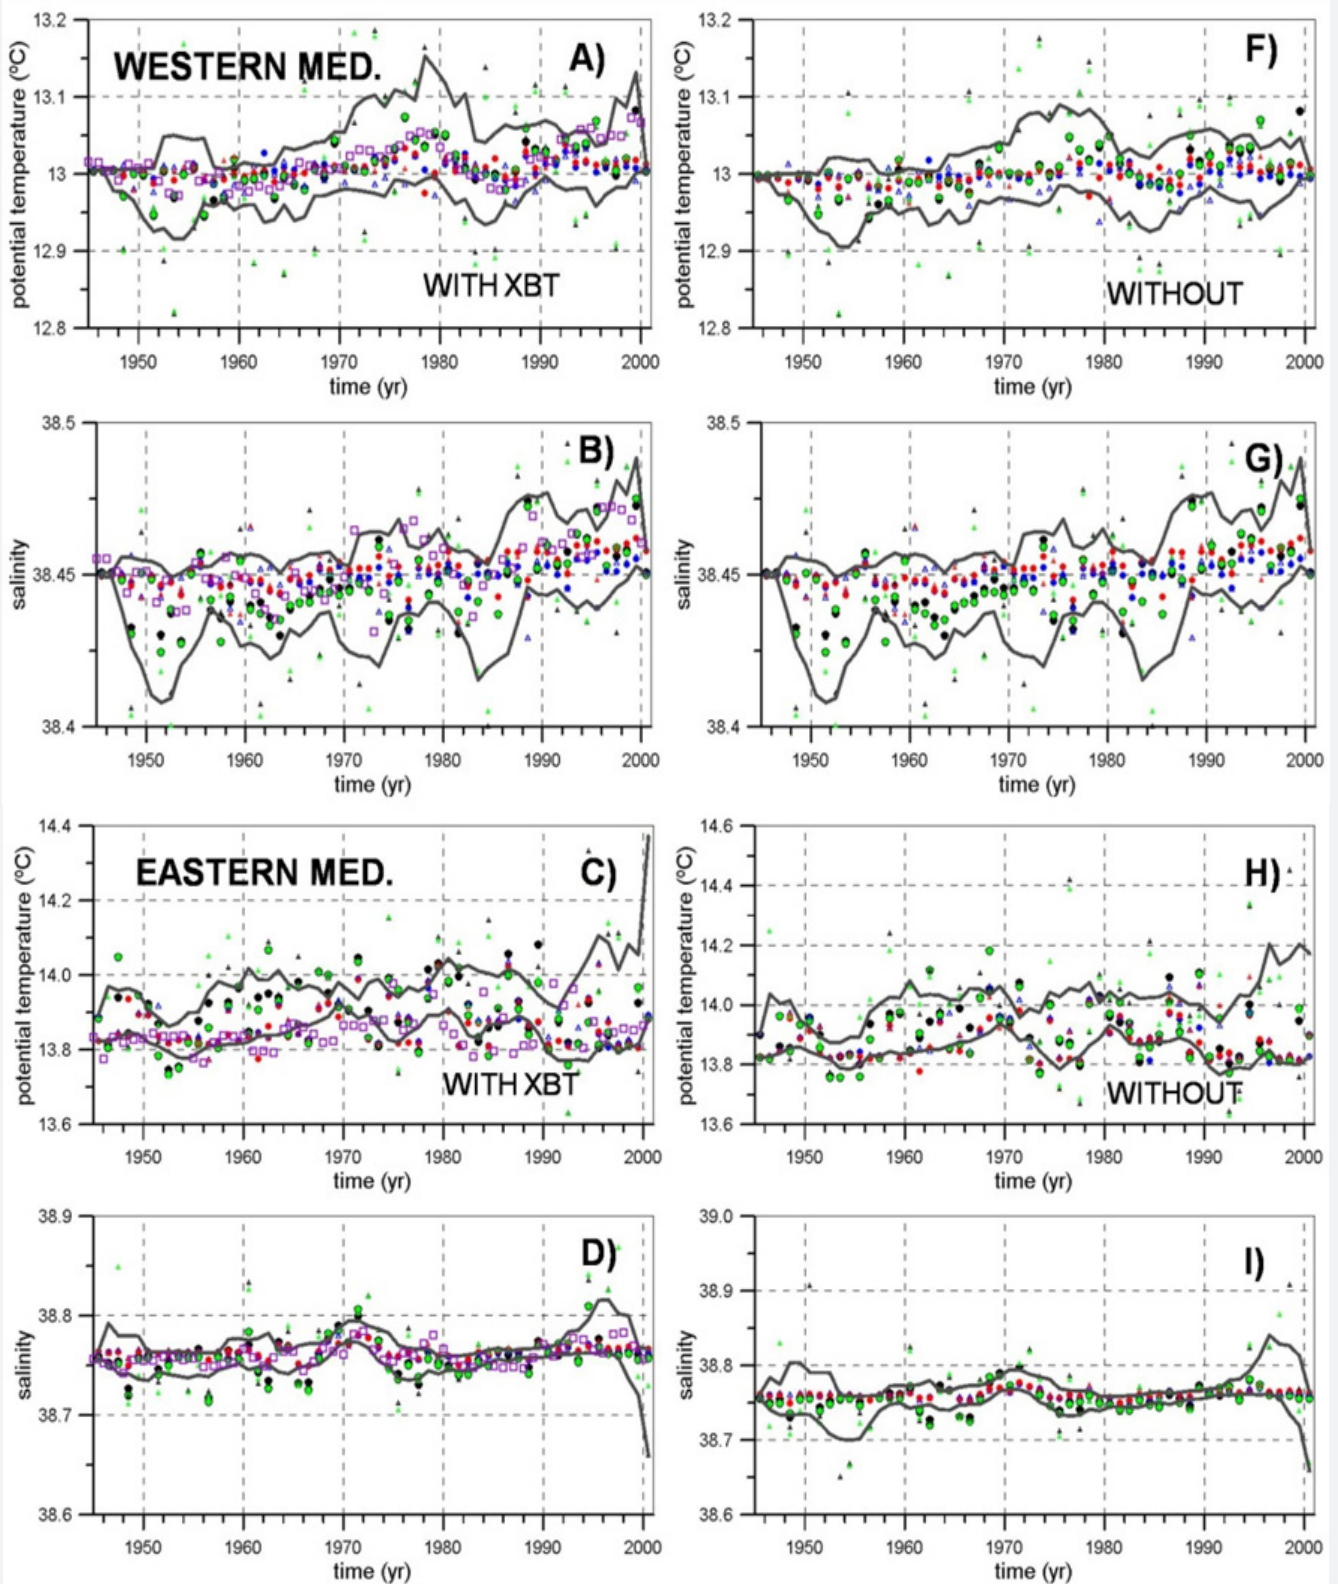 13.2
13.1
13
12.9
12.8
potential temperature (ºC)
WESTERN MED.
A)
WITH XBT
1950 1960 1970 1980 1990 2000
time (yr)
13.2
13.1
13
12.9
12.8
potential temperature (ºC)
F)
WITHOUT
1950 1960 1970 1980 1990 2000
time (yr)
38.5
38.45
38.4
salinity
B)
1950 1960 1970 1980 1990 2000
time (yr)
38.5
38.45
38.4
salinity
G)
1950 1960 1970 1980 1990 2000
time (yr)
14.4
14.2
14.0
13.8
13.6
potential temperature (ºC)
EASTERN MED.
C)
WITH XBT
1950 1960 1970 1980 1990 2000
time (yr)
14.6
14.4
14.2
14.0
13.8
13.6
potential temperature (ºC)
H)
WITHOUT
1950 1960 1970 1980 1990 2000
time (yr)
38.9
38.8
38.7
38.6
salinity
D)
1950 1960 1970 1980 1990 2000
time (yr)
39.0
38.9
38.8
38.7
38.6
salinity
I)
1950 1960 1970 1980 1990 2000
time (yr)